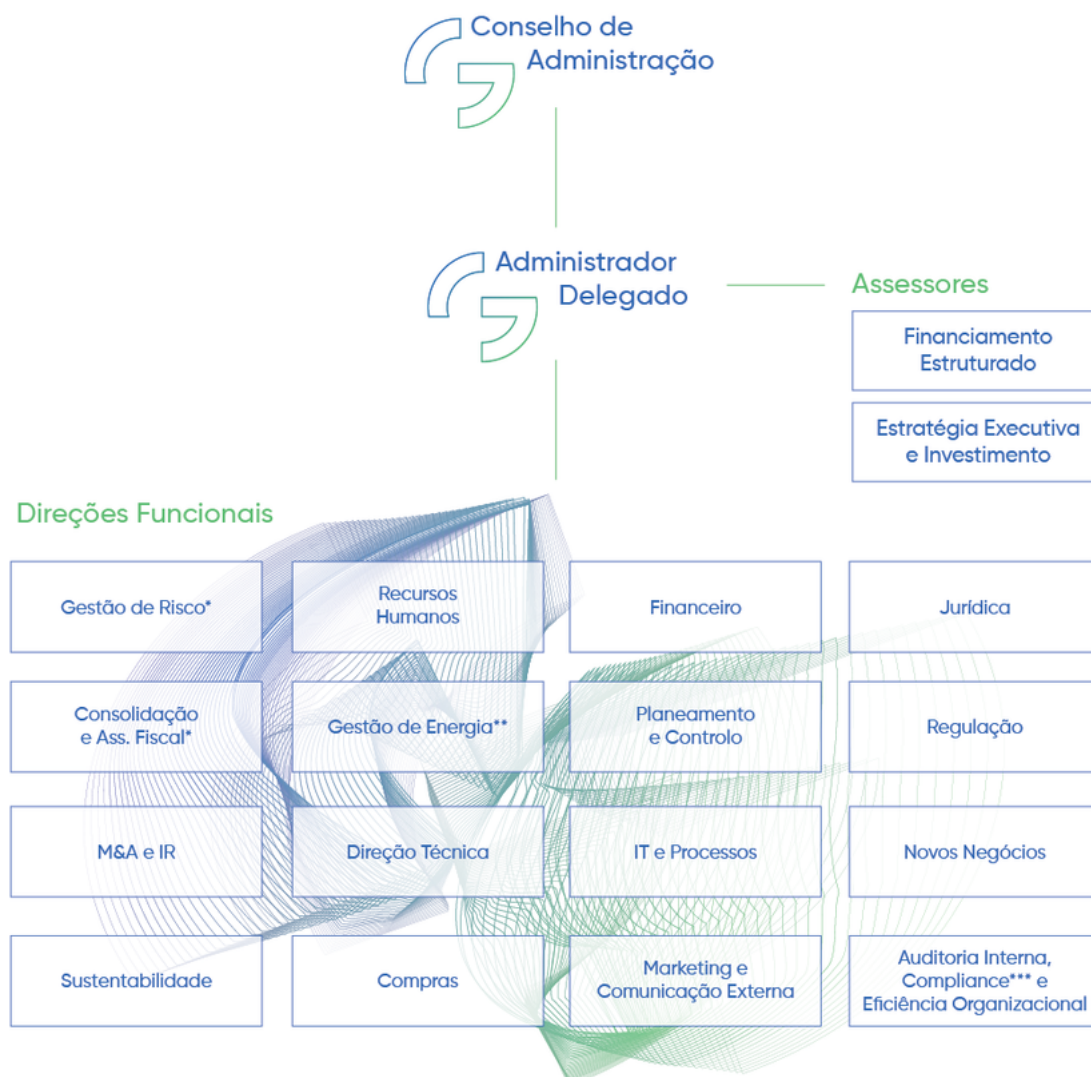 Conselho de
Administração
Administrador
Delegado
Assessores
Financiamento
Estruturado
Estratégia Executiva
e Investimento
Direções Funcionais
Gestão de Risco*
Recursos
Humanos
Financeiro
Jurídica
Consolidação
e Ass. Fiscal*
Gestão de Energia**
Planeamento
e Controlo
Regulação
M&A e IR
Direção Técnica
IT e Processos
Novos Negócios
Sustentabilidade
Compras
Marketing e
Comunicação Externa
Auditoria Interna,
Compliance*** e
Eficiência Organizacional